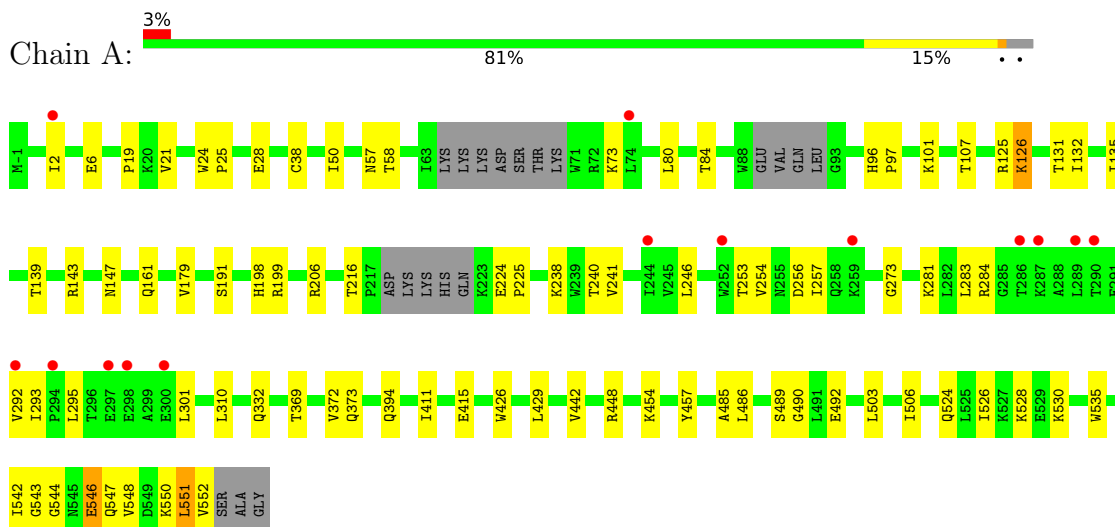 3%
Chain A:
81% 15% • •
M-1 I2 E6 P19 K20 V21 W24 P25 E28 C38 I50 N57 T58 I63 LYS LYS LYS ASP SER THR LYS W71 R72 K73 L74 L80 T84 W88 GLU VAL GLN LEU G93 H96 P97 K101 T107 R125 K126 T131 I132 I135
T139 R143 N147 Q161 V179 S191 H198 R199 R206 T216 P217 ASP LYS LYS HIS GLN K223 E224 P225 K238 W239 T240 V241 I244 V245 L246 W252 T253 V254 N255 D256 I257 Q258 K259 G273 K281 L282 L283 R284 G285 T286 K287 A288 L289 T290 E291
V292 I293 P294 L295 T296 E297 E298 A299 E300 L301 L310 Q332 T369 V372 Q373 Q394 I411 E415 W426 L429 V442 R448 K454 Y457 A485 L486 S489 G490 L491 E492 L503 I506 Q524 L525 I526 K527 K528 E529 K530 W535
I542 G543 G544 N545 E546 Q547 V548 D549 K550 L551 V552 SER ALA GLY